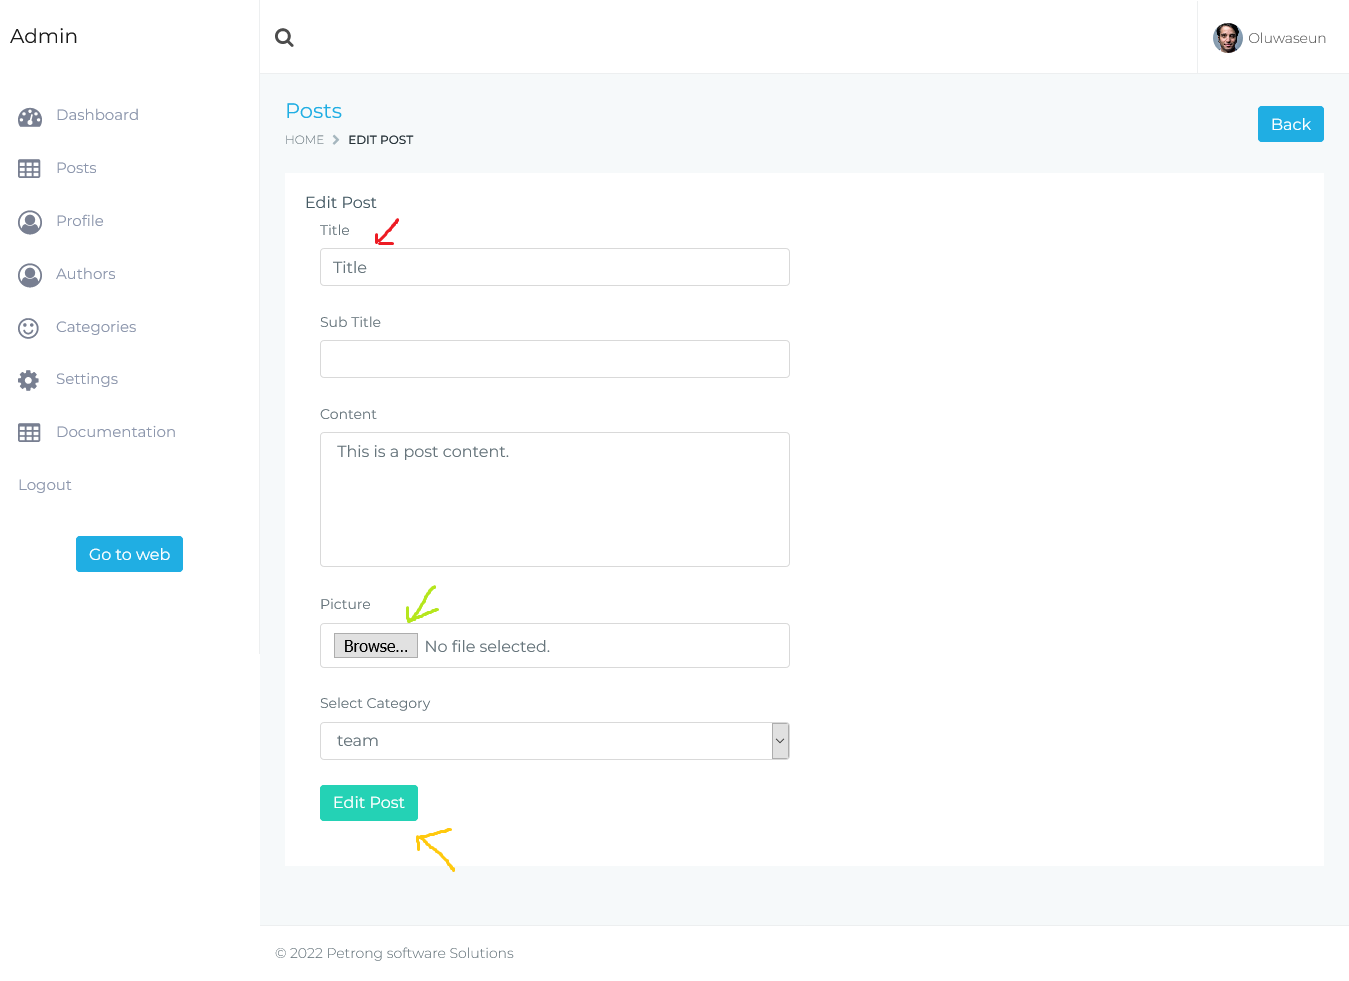 Admin
Oluwaseun
Dashboard
Posts
Profile
Authors
Categories
Settings
Documentation
Logout
Go to web
Posts
HOME EDIT POST
Back
Edit Post
Title
Title
Sub Title
Content
This is a post content.
Picture
Browse... No file selected.
Select Category
team
Edit Post
© 2022 Petrong software Solutions